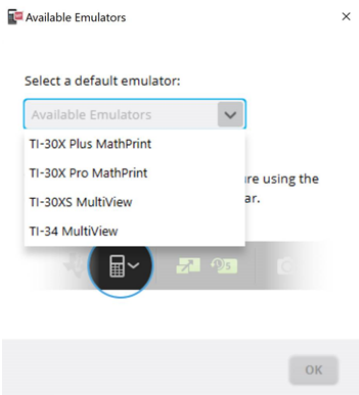 Available Emulators
Select a default emulator:
Available Emulators
TI-30X Plus MathPrint
TI-30X Pro MathPrint
TI-30XS MultiView
TI-34 MultiView
re using the
ar.
OK